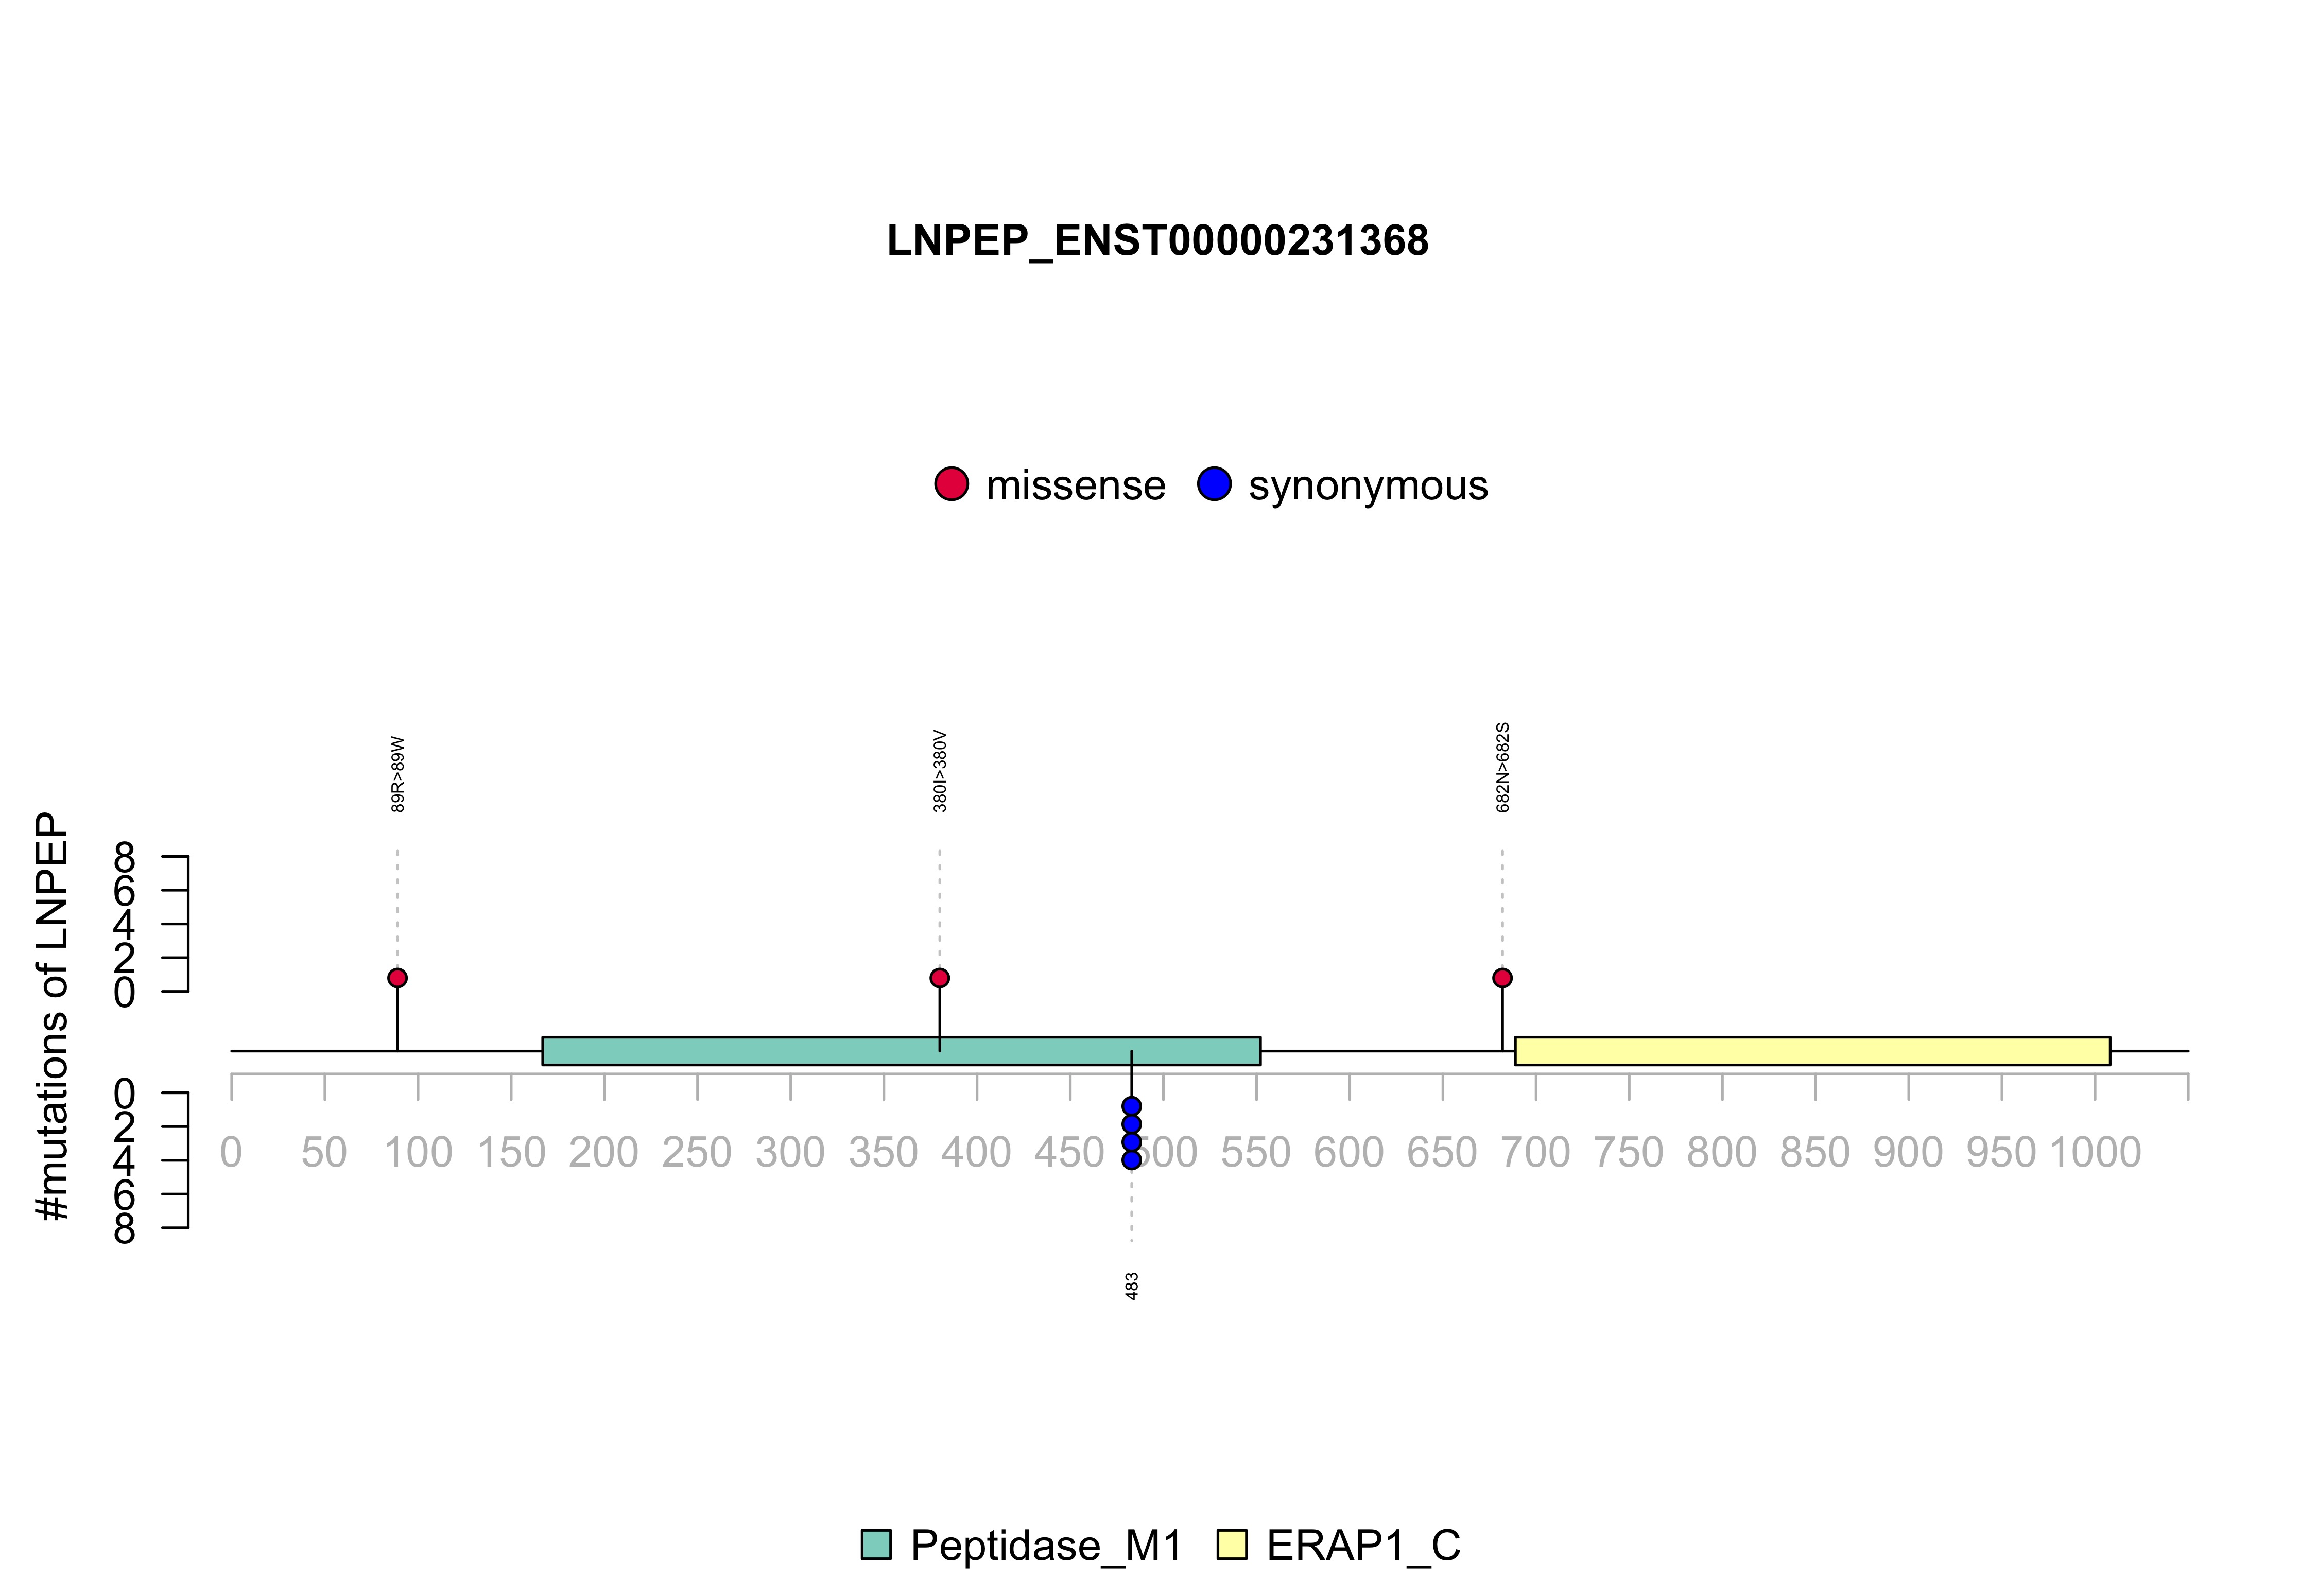 LNPEP_ENST00000231368
missense synonymous
89R>89W 380I>380V 682N>682S
#mutations of LNPEP
8
6
4
2
0
0
2
4
6
8
0 50 100 150 200 250 300 350 400 450 500 550 600 650 700 750 800 850 900 950 1000
483
Peptidase_M1 ERAP1_C